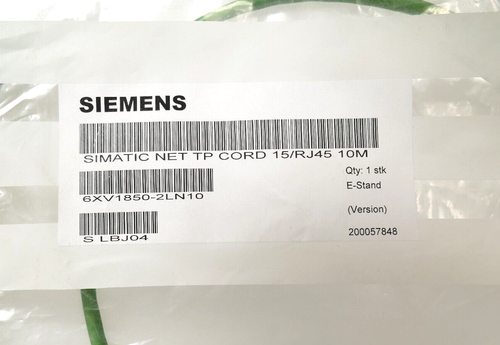 SIEMENS
SIMATIC NET TP CORD 15/RJ45 10M
Qty: 1 stk
6XV1850-2LN10
E-Stand
(Version)
S LBJ04
200057848